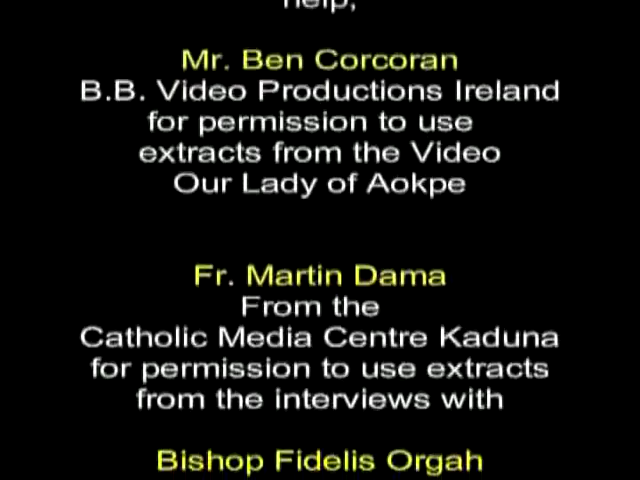 help,
Mr. Ben Corcoran
B.B. Video Productions Ireland
for permission to use
extracts from the Video
Our Lady of Aokpe
Fr. Martin Dama
From the
Catholic Media Centre Kaduna
for permission to use extracts
from the interviews with
Bishop Fidelis Orgah